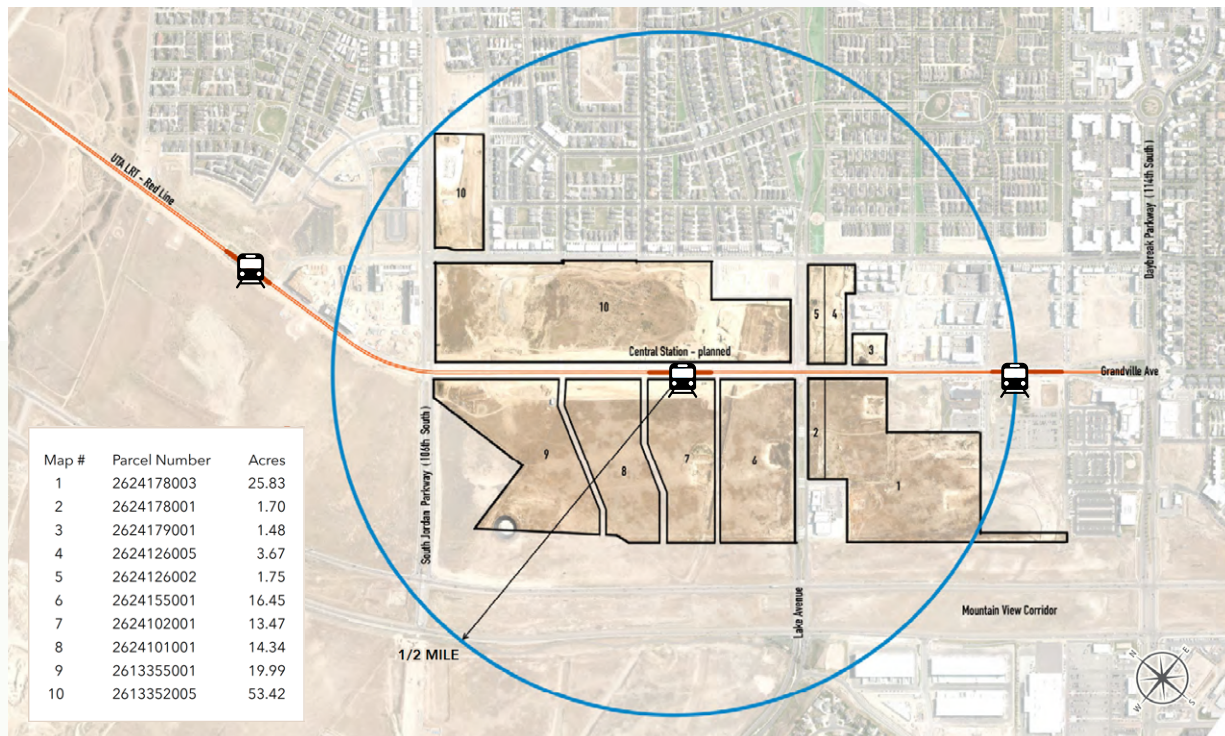 UTA LRT - Red Line
10
Daybreak Parkway (114th South)
10
5
4
3
Central Station - planned
Grandville Ave
South Jordan Parkway (106th South)
9
8
7
6
2
1
Lake Avenue
Mountain View Corridor
1/2 MILE
N
E
S
W
Map # Parcel Number Acres
1 2624178003 25.83
2 2624178001 1.70
3 2624179001 1.48
4 2624126005 3.67
5 2624126002 1.75
6 2624155001 16.45
7 2624102001 13.47
8 2624101001 14.34
9 2613355001 19.99
10 2613352005 53.42